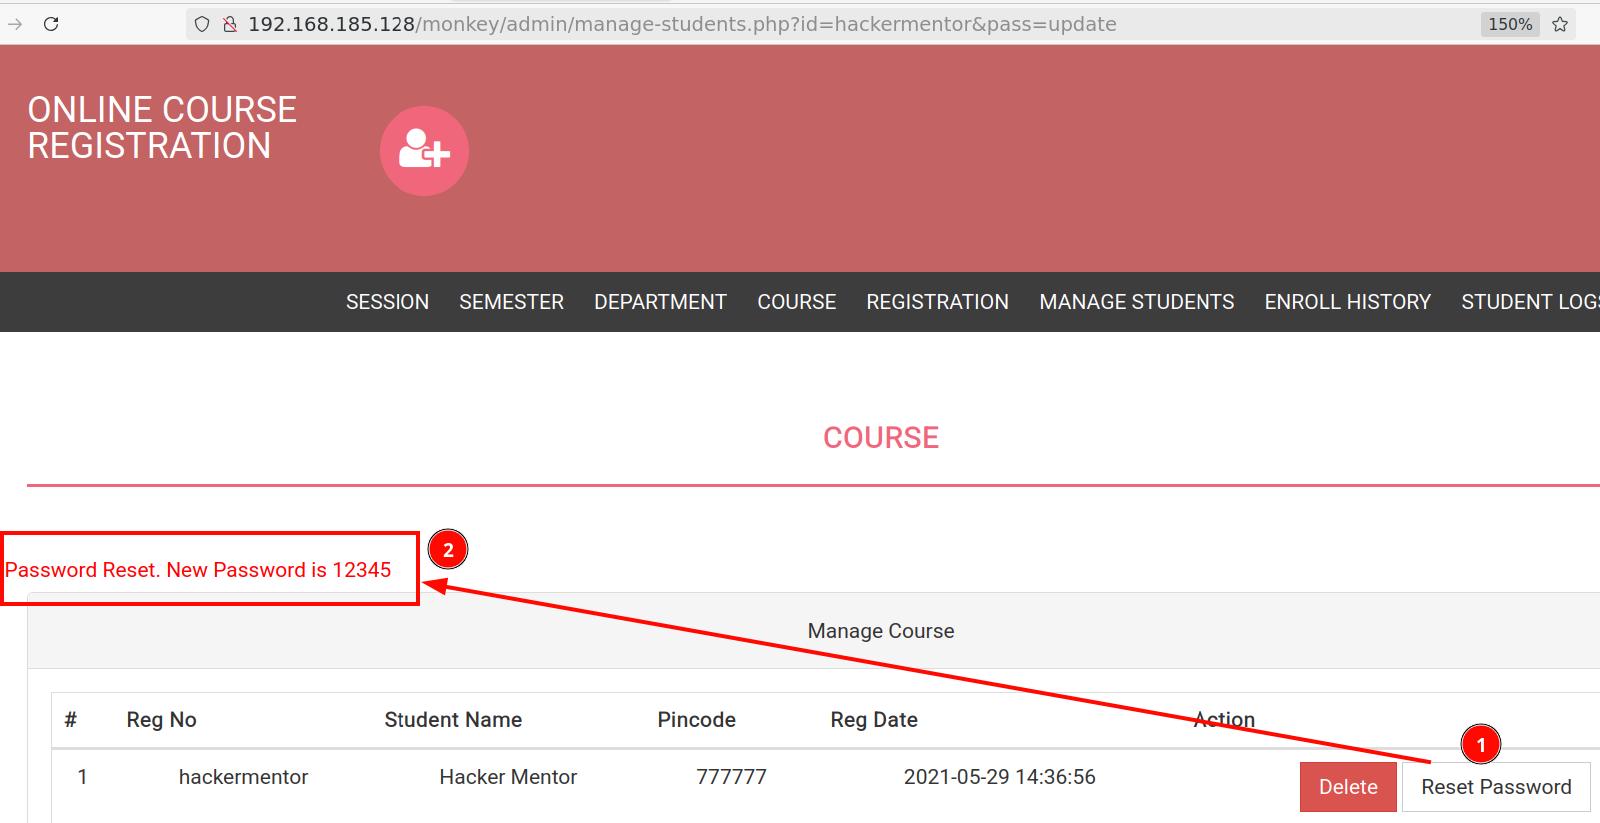 192.168.185.128/monkey/admin/manage-students.php?id=hackermentor&pass=update
150%
ONLINE COURSE
REGISTRATION
SESSION SEMESTER DEPARTMENT COURSE REGISTRATION MANAGE STUDENTS ENROLL HISTORY STUDENT LOGS
COURSE
2
Password Reset. New Password is 12345
Manage Course
# Reg No Student Name Pincode Reg Date Action
1
1 hackermentor Hacker Mentor 777777 2021-05-29 14:36:56 Delete Reset Password